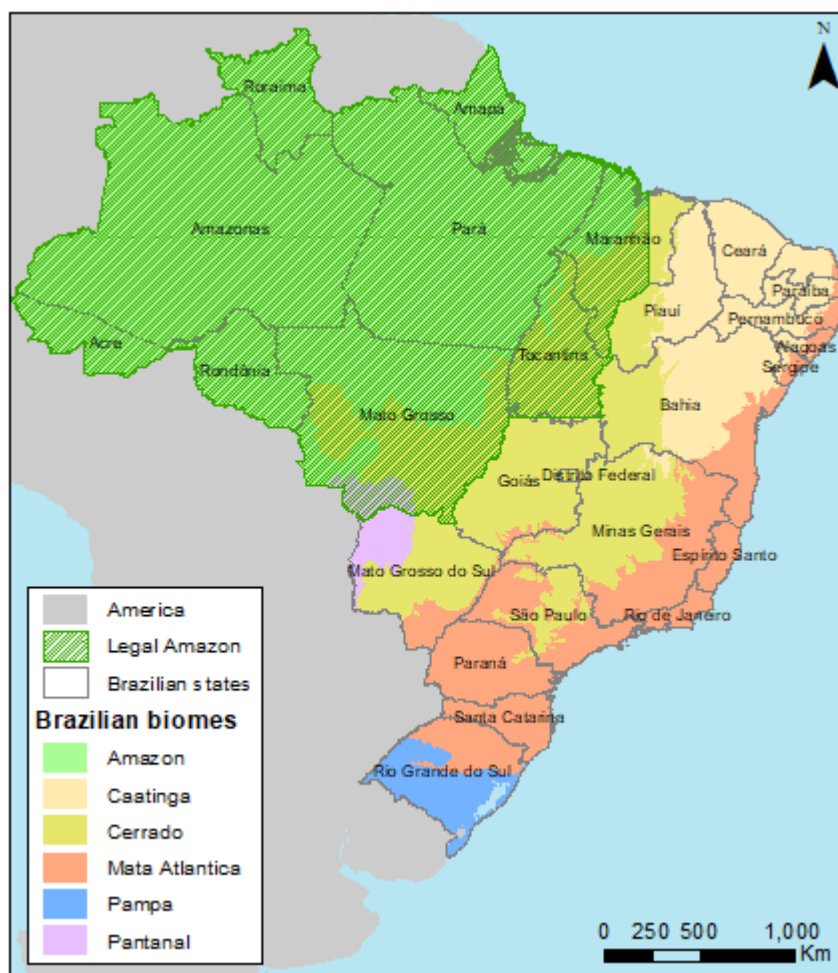 N
Roraima
Amapá
Amazonas
Pará
Maranhão
Ceará
Paraíba
Piauí
Pernambuco
Alagoas
Sergipe
Acre
Rondônia
Tocantins
Mato Grosso
Bahia
Goiás
Distrito Federal
Minas Gerais
Espírito Santo
Mato Grosso do Sul
São Paulo
Rio de Janeiro
Paraná
Santa Catarina
Rio Grande do Sul
America
Legal Amazon
Brazilian states
Brazilian biomes
Amazon
Caatinga
Cerrado
Mata Atlantica
Pampa
Pantanal
0 250 500 1,000
Km